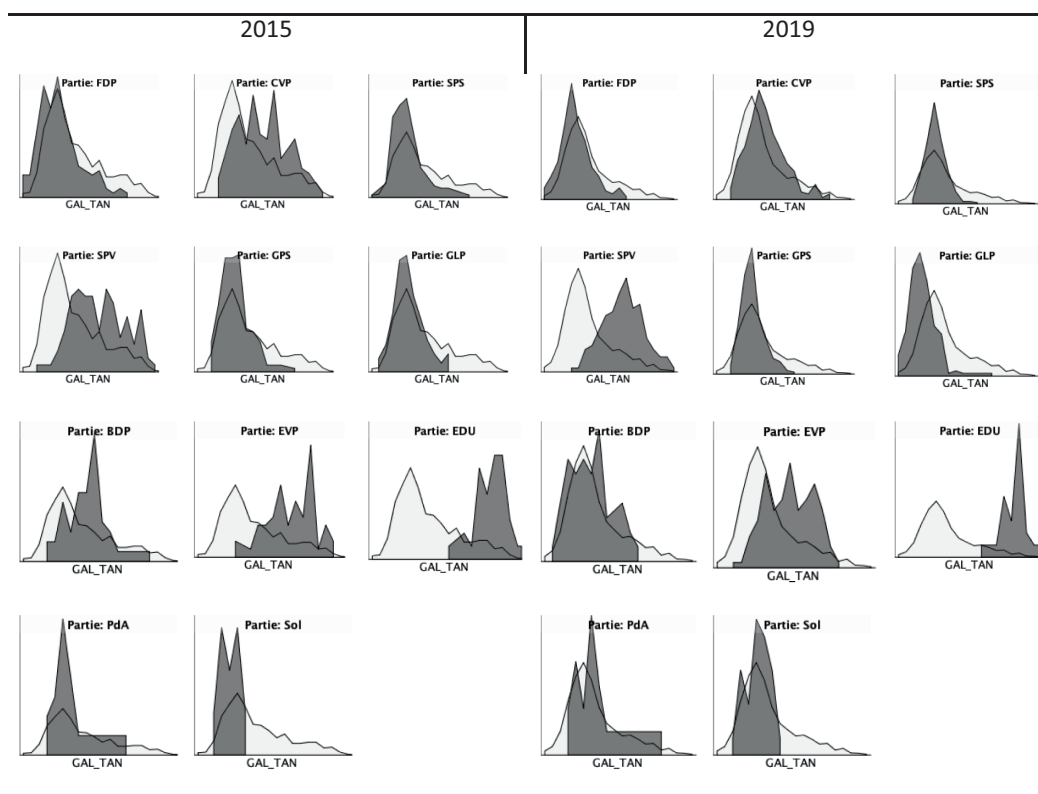 2015 2019
Partie: FDP Partie: CVP Partie: SPS Partie: FDP Partie: CVP Partie: SPS
GAL_TAN GAL_TAN GAL_TAN GAL_TAN GAL_TAN GAL_TAN
Partie: SPV Partie: GPS Partie: GLP Partie: SPV Partie: GPS Partie: GLP
GAL_TAN GAL_TAN GAL_TAN GAL_TAN GAL_TAN GAL_TAN
Partie: BDP Partie: EVP Partie: EDU Partie: BDP Partie: EVP Partie: EDU
GAL_TAN GAL_TAN GAL_TAN GAL_TAN GAL_TAN GAL_TAN
Partie: PdA Partie: Sol Partie: PdA Partie: Sol
GAL_TAN GAL_TAN GAL_TAN GAL_TAN